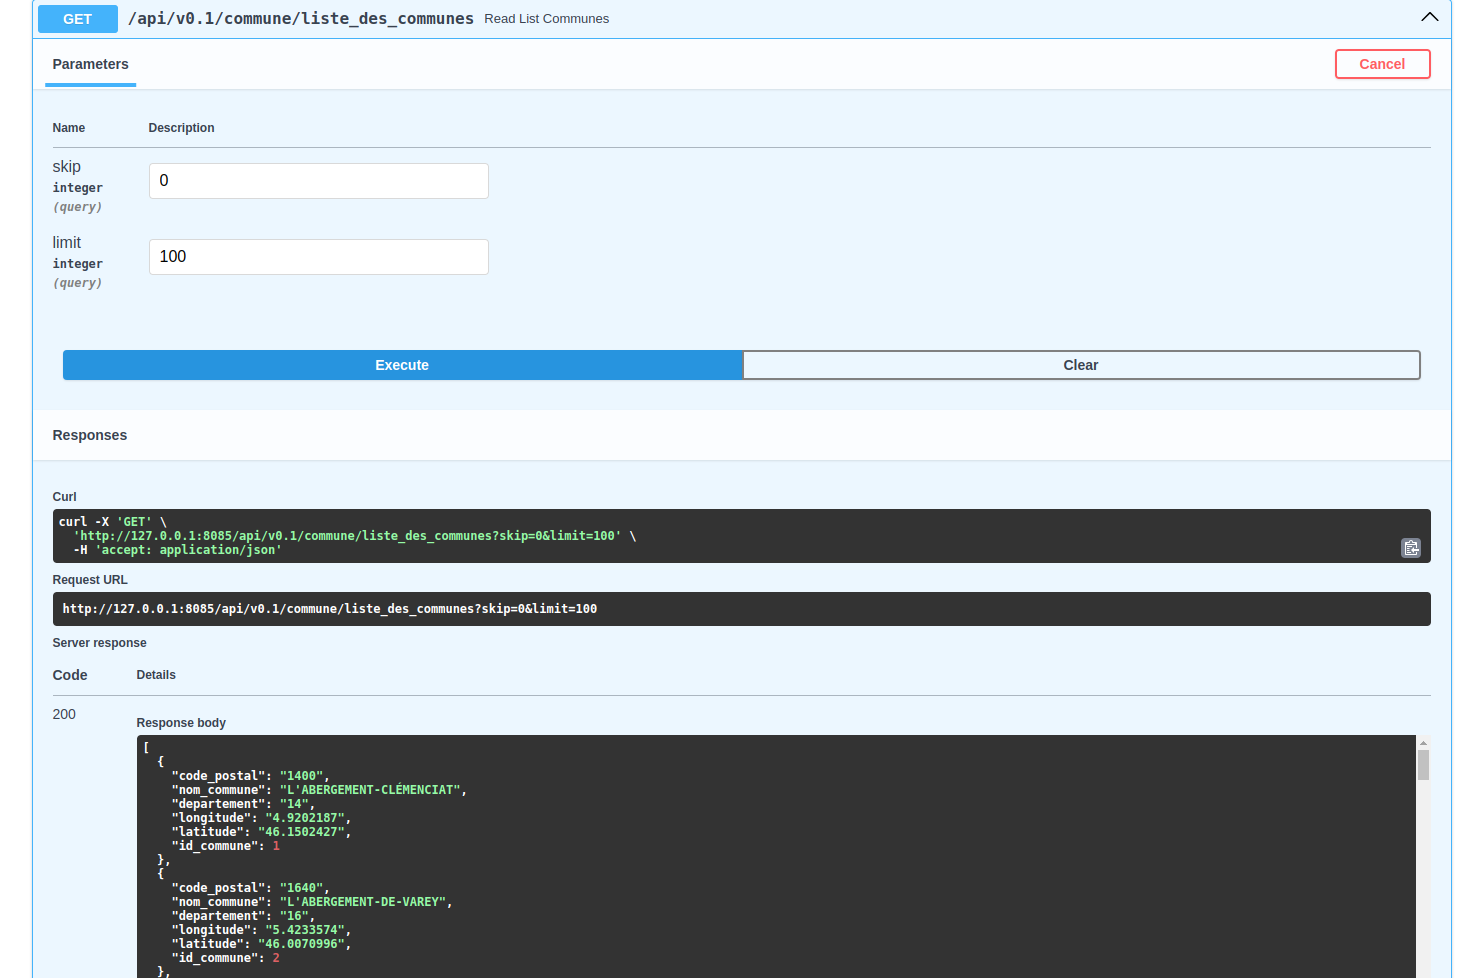 GET /api/v0.1/commune/liste_des_communes Read List Communes
Parameters Cancel
Name Description
skip
integer
(query)
0
limit
integer
(query)
100
Execute Clear
Responses
Curl
curl -X 'GET' \
'http://127.0.0.1:8085/api/v0.1/commune/liste_des_communes?skip=0&limit=100' \
-H 'accept: application/json'
Request URL
http://127.0.0.1:8085/api/v0.1/commune/liste_des_communes?skip=0&limit=100
Server response
Code Details
200
Response body
[
{
"code_postal": "1400",
"nom_commune": "L'ABERGEMENT-CLÉMENCIAT",
"departement": "14",
"longitude": "4.9202187",
"latitude": "46.1502427",
"id_commune": 1
},
{
"code_postal": "1640",
"nom_commune": "L'ABERGEMENT-DE-VAREY",
"departement": "16",
"longitude": "5.4233574",
"latitude": "46.0070996",
"id_commune": 2
},